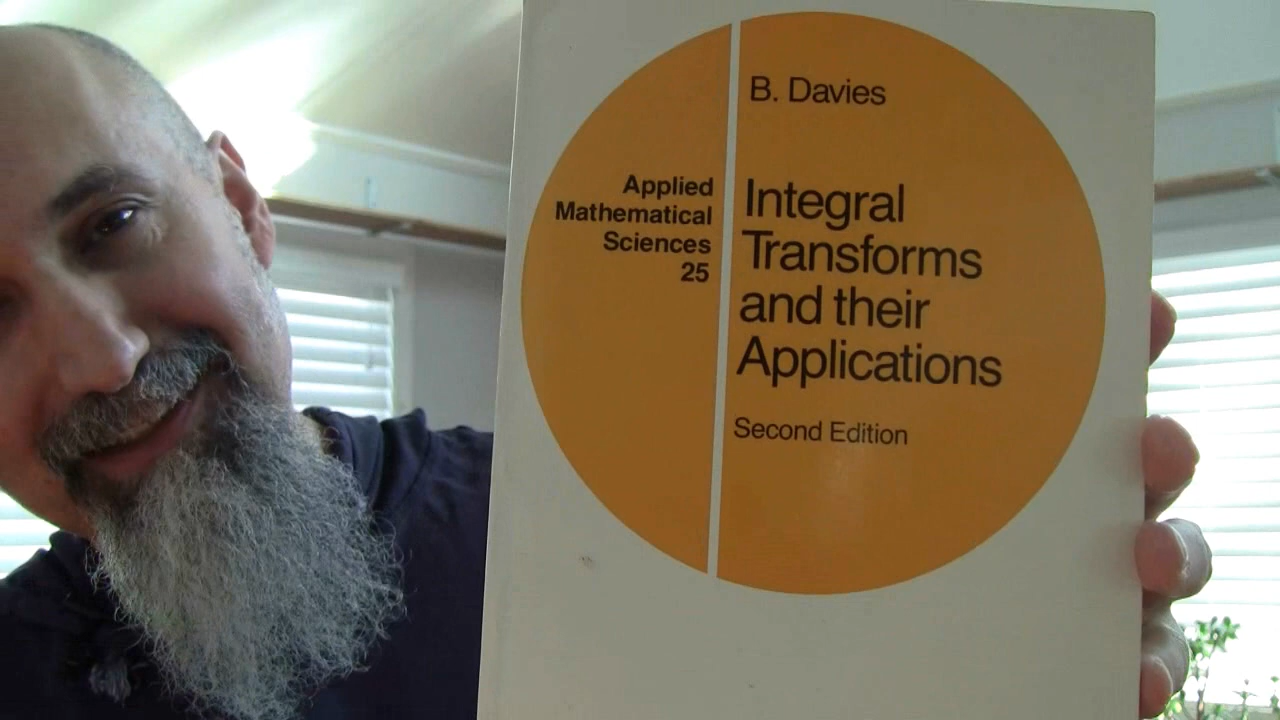 B. Davies
Applied
Mathematical
Sciences
25
Integral
Transforms
and their
Applications
Second Edition